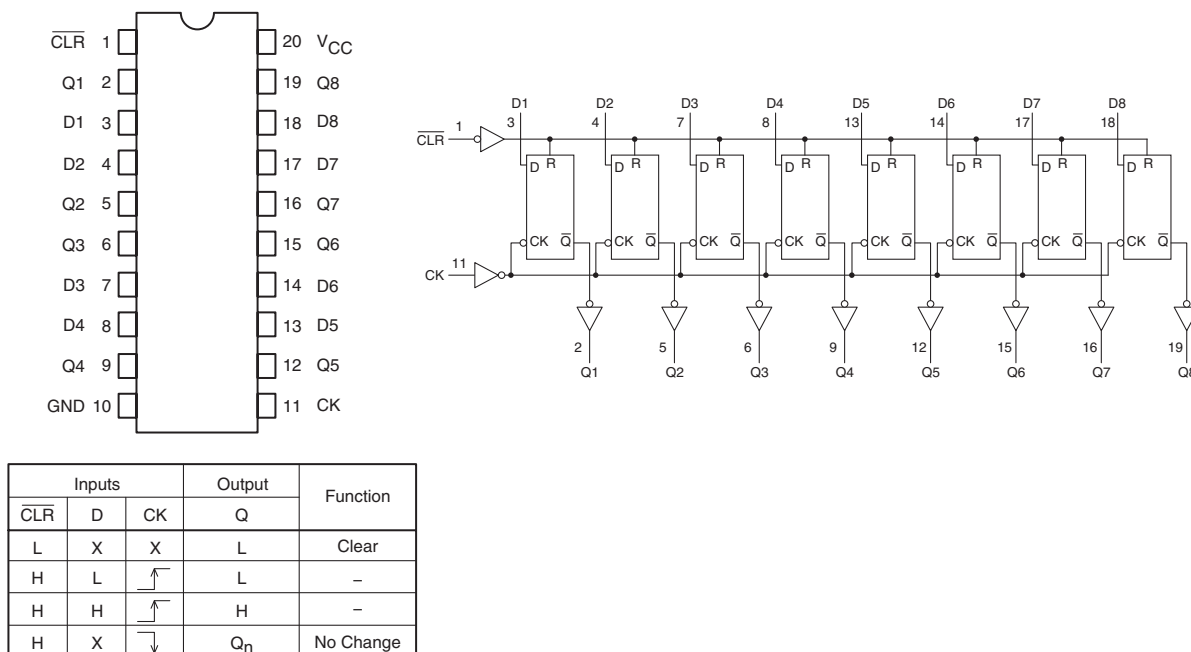 CLR 1 20 VCC
Q1 2 19 Q8
D1 3 18 D8
D2 4 17 D7
Q2 5 16 Q7
Q3 6 15 Q6
D3 7 14 D6
D4 8 13 D5
Q4 9 12 Q5
GND 10 11 CK
D1 D2 D3 D4 D5 D6 D7 D8
CLR 1 3 4 7 8 13 14 17 18
D R D R D R D R D R D R D R D R
CK Q CK Q CK Q CK Q CK Q CK Q CK Q CK Q
CK 11
2 5 6 9 12 15 16 19
Q1 Q2 Q3 Q4 Q5 Q6 Q7 Q8
Inputs Output Function
CLR D CK Q
L X X L Clear
H L L –
H H H –
H X Qn No Change